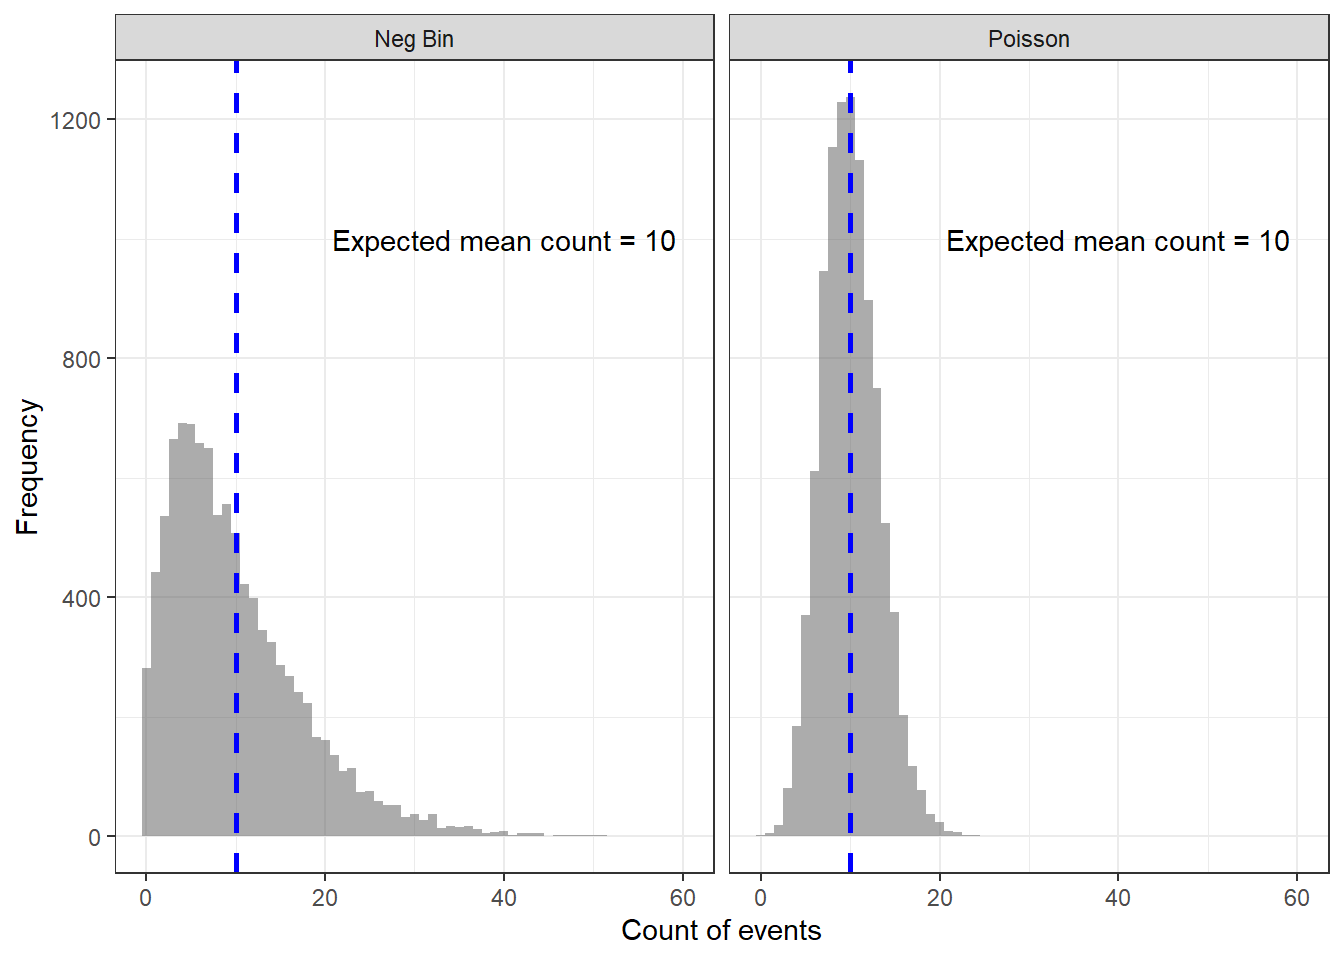 Neg Bin
Poisson
Expected mean count = 10
Expected mean count = 10
1200
800
400
0
Frequency
0 20 40 60
0 20 40 60
Count of events